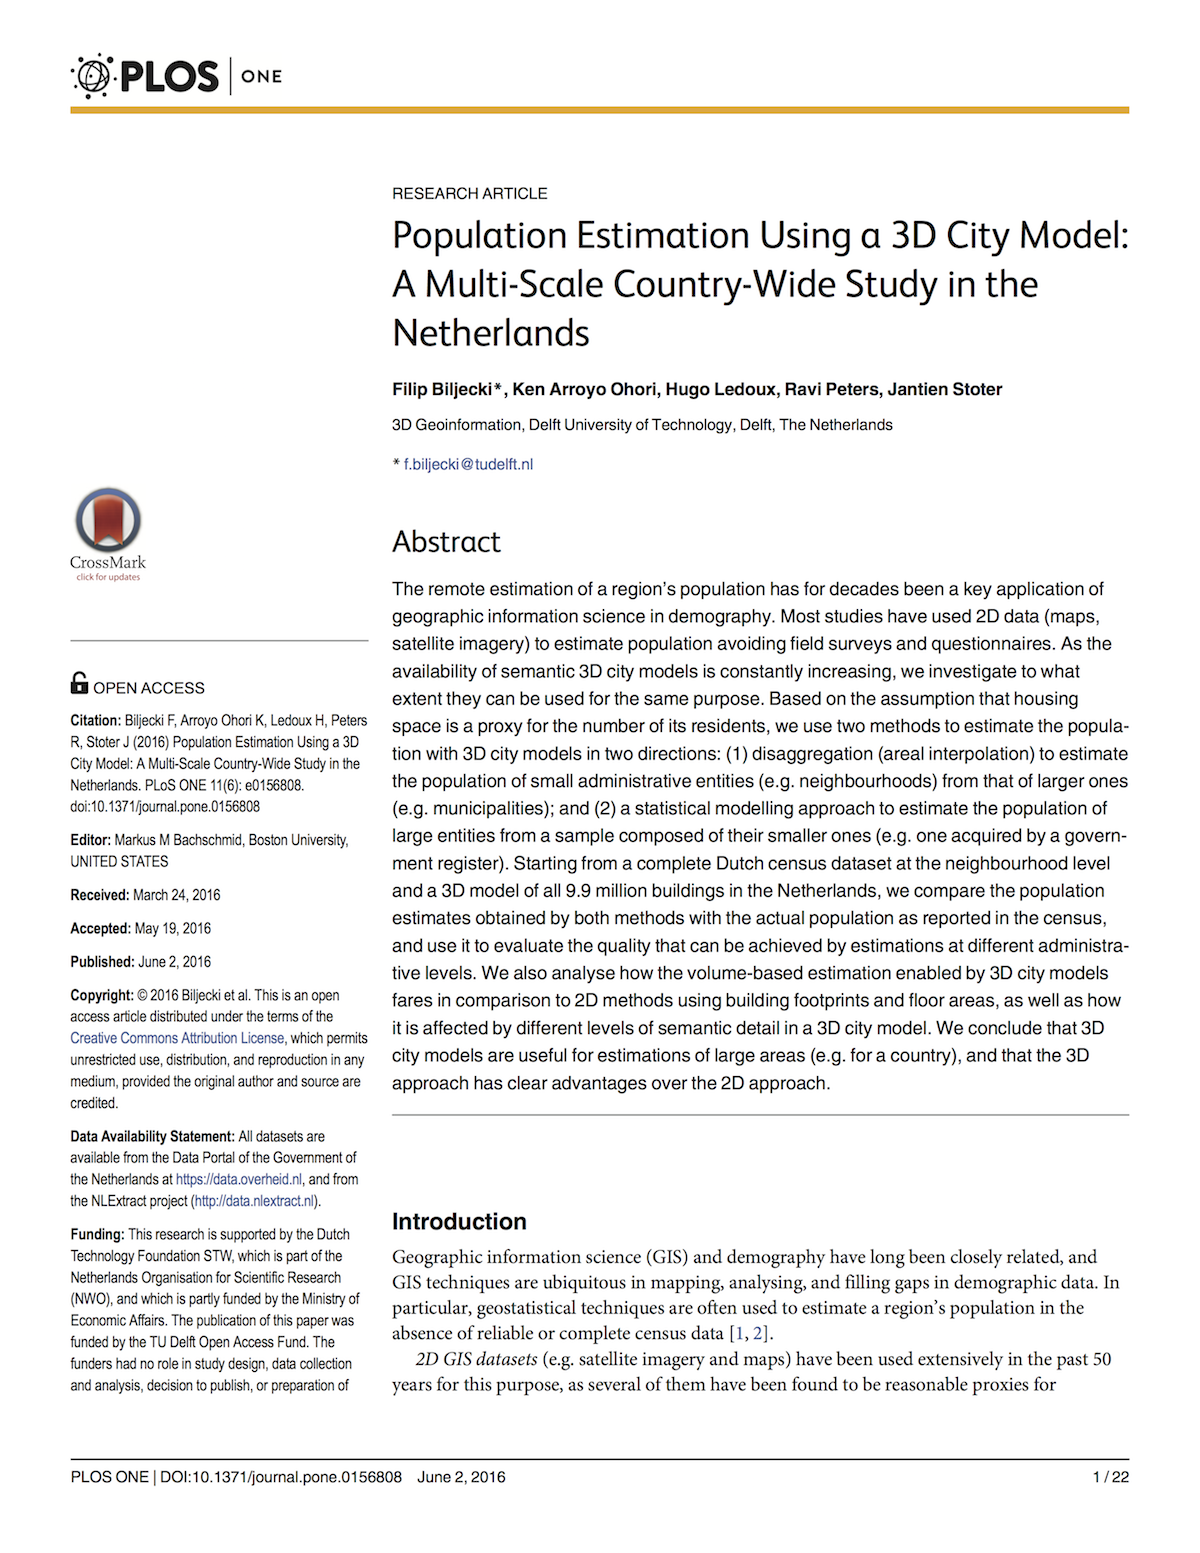 PLOS ONE
RESEARCH ARTICLE
Population Estimation Using a 3D City Model:
A Multi-Scale Country-Wide Study in the
Netherlands
Filip Biljecki*, Ken Arroyo Ohori, Hugo Ledoux, Ravi Peters, Jantien Stoter
3D Geoinformation, Delft University of Technology, Delft, The Netherlands
* f.biljecki@tudelft.nl
CrossMark
click for updates
OPEN ACCESS
Citation: Biljecki F, Arroyo Ohori K, Ledoux H, Peters
R, Stoter J (2016) Population Estimation Using a 3D
City Model: A Multi-Scale Country-Wide Study in the
Netherlands. PLoS ONE 11(6): e0156808.
doi:10.1371/journal.pone.0156808
Editor: Markus M Bachschmid, Boston University,
UNITED STATES
Received: March 24, 2016
Accepted: May 19, 2016
Published: June 2, 2016
Copyright: © 2016 Biljecki et al. This is an open
access article distributed under the terms of the
Creative Commons Attribution License, which permits
unrestricted use, distribution, and reproduction in any
medium, provided the original author and source are
credited.
Data Availability Statement: All datasets are
available from the Data Portal of the Government of
the Netherlands at https://data.overheid.nl, and from
the NLExtract project (http://data.nlextract.nl).
Funding: This research is supported by the Dutch
Technology Foundation STW, which is part of the
Netherlands Organisation for Scientific Research
(NWO), and which is partly funded by the Ministry of
Economic Affairs. The publication of this paper was
funded by the TU Delft Open Access Fund. The
funders had no role in study design, data collection
and analysis, decision to publish, or preparation of
Abstract
The remote estimation of a region's population has for decades been a key application of
geographic information science in demography. Most studies have used 2D data (maps,
satellite imagery) to estimate population avoiding field surveys and questionnaires. As the
availability of semantic 3D city models is constantly increasing, we investigate to what
extent they can be used for the same purpose. Based on the assumption that housing
space is a proxy for the number of its residents, we use two methods to estimate the popula-
tion with 3D city models in two directions: (1) disaggregation (areal interpolation) to estimate
the population of small administrative entities (e.g. neighbourhoods) from that of larger ones
(e.g. municipalities); and (2) a statistical modelling approach to estimate the population of
large entities from a sample composed of their smaller ones (e.g. one acquired by a govern-
ment register). Starting from a complete Dutch census dataset at the neighbourhood level
and a 3D model of all 9.9 million buildings in the Netherlands, we compare the population
estimates obtained by both methods with the actual population as reported in the census,
and use it to evaluate the quality that can be achieved by estimations at different administra-
tive levels. We also analyse how the volume-based estimation enabled by 3D city models
fares in comparison to 2D methods using building footprints and floor areas, as well as how
it is affected by different levels of semantic detail in a 3D city model. We conclude that 3D
city models are useful for estimations of large areas (e.g. for a country), and that the 3D
approach has clear advantages over the 2D approach.
Introduction
Geographic information science (GIS) and demography have long been closely related, and
GIS techniques are ubiquitous in mapping, analysing, and filling gaps in demographic data. In
particular, geostatistical techniques are often used to estimate a region's population in the
absence of reliable or complete census data [1, 2].
2D GIS datasets (e.g. satellite imagery and maps) have been used extensively in the past 50
years for this purpose, as several of them have been found to be reasonable proxies for
PLOS ONE | DOI:10.1371/journal.pone.0156808 June 2, 2016
1 / 22